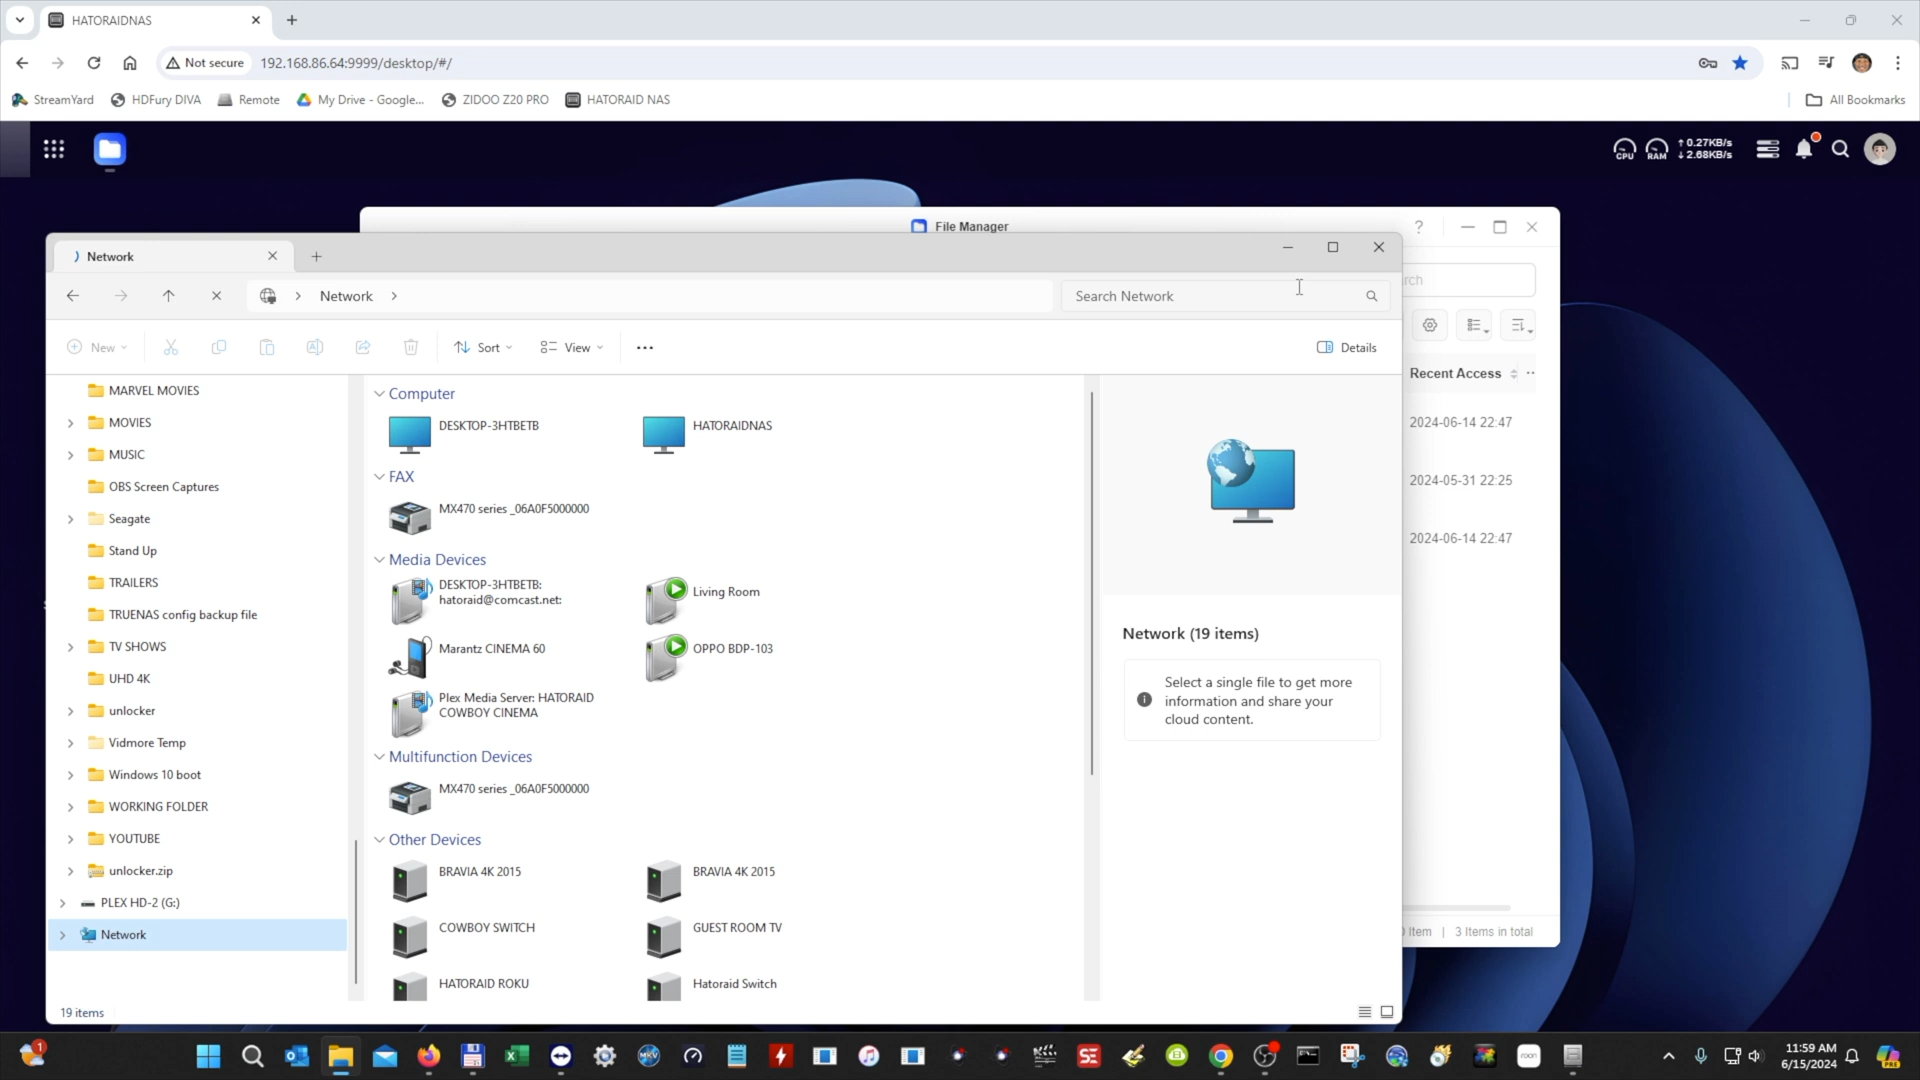 HATORAIDNAS
Not secure
192.168.86.64:9999/desktop/#/
StreamYard
HDFury DIVA
Remote
My Drive - Google...
ZIDOO Z20 PRO
HATORAID NAS
All Bookmarks
CPU
RAM
↑ 0.27KB/s
↓ 2.68KB/s
File Manager
?
Network
Network
Search Network
rch
New
Sort
View
Details
Recent Access
2024-06-14 22:47
2024-05-31 22:25
2024-06-14 22:47
Item | 3 Items in total
MARVEL MOVIES
MOVIES
MUSIC
OBS Screen Captures
Seagate
Stand Up
TRAILERS
TRUENAS config backup file
TV SHOWS
UHD 4K
unlocker
Vidmore Temp
Windows 10 boot
WORKING FOLDER
YOUTUBE
unlocker.zip
PLEX HD-2 (G:)
Network
Computer
DESKTOP-3HTBETB
HATORAIDNAS
FAX
MX470 series _06A0F5000000
Media Devices
DESKTOP-3HTBETB:
hatoraid@comcast.net:
Living Room
Marantz CINEMA 60
OPPO BDP-103
Plex Media Server: HATORAID
COWBOY CINEMA
Multifunction Devices
MX470 series _06A0F5000000
Other Devices
BRAVIA 4K 2015
BRAVIA 4K 2015
COWBOY SWITCH
GUEST ROOM TV
HATORAID ROKU
Hatoraid Switch
Network (19 items)
Select a single file to get more
information and share your
cloud content.
19 items
1
MKV
SE
roon
11:59 AM
6/15/2024
PRE